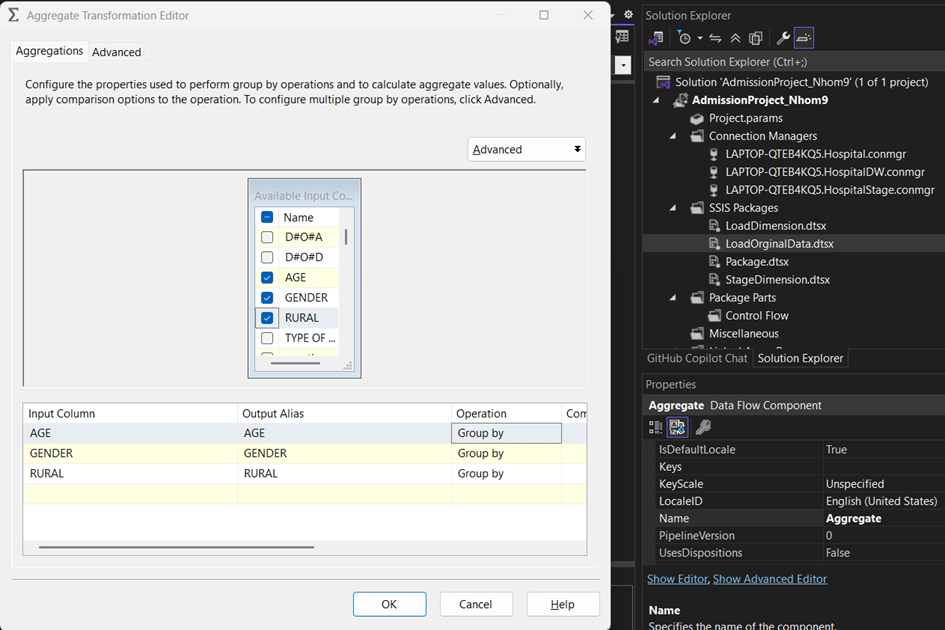 Aggregate Transformation Editor
Aggregations Advanced
Configure the properties used to perform group by operations and to calculate aggregate values. Optionally,
apply comparison options to the operation. To configure multiple group by operations, click Advanced.
Advanced
Available Input Co...
Name
D#O#A
D#O#D
AGE
GENDER
RURAL
TYPE OF ...
Input Column Output Alias Operation Com
AGE AGE Group by
GENDER GENDER Group by
RURAL RURAL Group by
OK Cancel Help
Solution Explorer
Search Solution Explorer (Ctrl+;)
Solution 'AdmissionProject_Nhom9' (1 of 1 project)
AdmissionProject_Nhom9
Project.params
Connection Managers
LAPTOP-QTEB4KQ5.Hospital.conmgr
LAPTOP-QTEB4KQ5.HospitalDW.conmgr
LAPTOP-QTEB4KQ5.HospitalStage.conmgr
SSIS Packages
LoadDimension.dtsx
LoadOrginalData.dtsx
Package.dtsx
StageDimension.dtsx
Package Parts
Control Flow
Miscellaneous
GitHub Copilot Chat Solution Explorer
Properties
Aggregate Data Flow Component
IsDefaultLocale True
Keys
KeyScale Unspecified
LocaleID English (United States)
Name Aggregate
PipelineVersion 0
UsesDispositions False
Show Editor, Show Advanced Editor
Name
Specifies the name of the component.